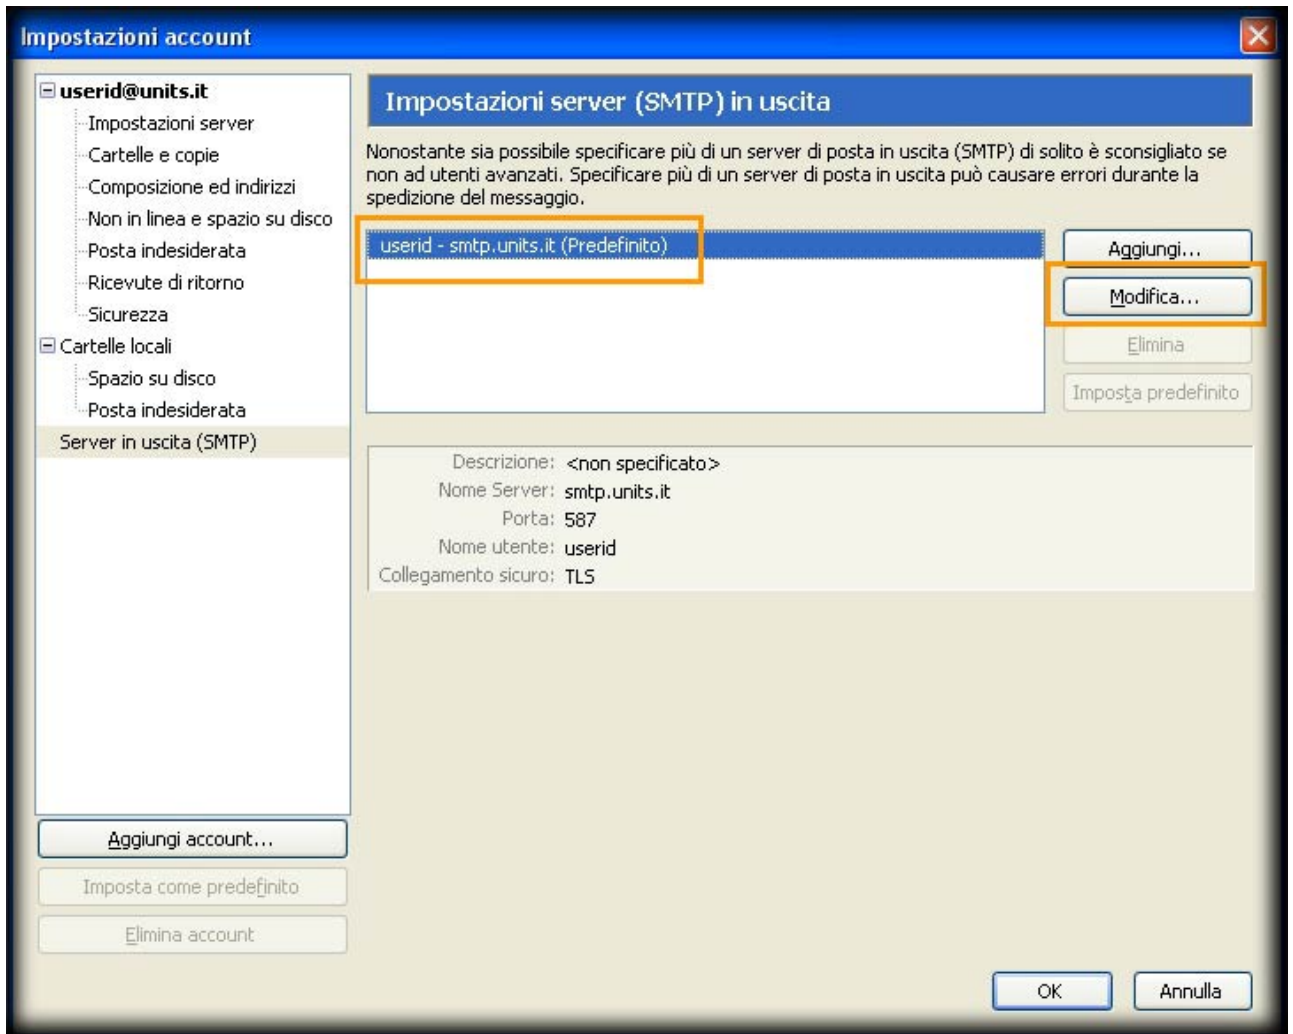 Impostazioni account
userid@units.it
Impostazioni server
Cartelle e copie
Composizione ed indirizzi
Non in linea e spazio su disco
Posta indesiderata
Ricevute di ritorno
Sicurezza
Cartelle locali
Spazio su disco
Posta indesiderata
Server in uscita (SMTP)
Aggiungi account...
Imposta come predefinito
Elimina account
Impostazioni server (SMTP) in uscita
Nonostante sia possibile specificare più di un server di posta in uscita (SMTP) di solito è sconsigliato se
non ad utenti avanzati. Specificare più di un server di posta in uscita può causare errori durante la
spedizione del messaggio.
userid - smtp.units.it (Predefinito)
Aggiungi...
Modifica...
Elimina
Imposta predefinito
Descrizione: <non specificato>
Nome Server: smtp.units.it
Porta: 587
Nome utente: userid
Collegamento sicuro: TLS
OK
Annulla